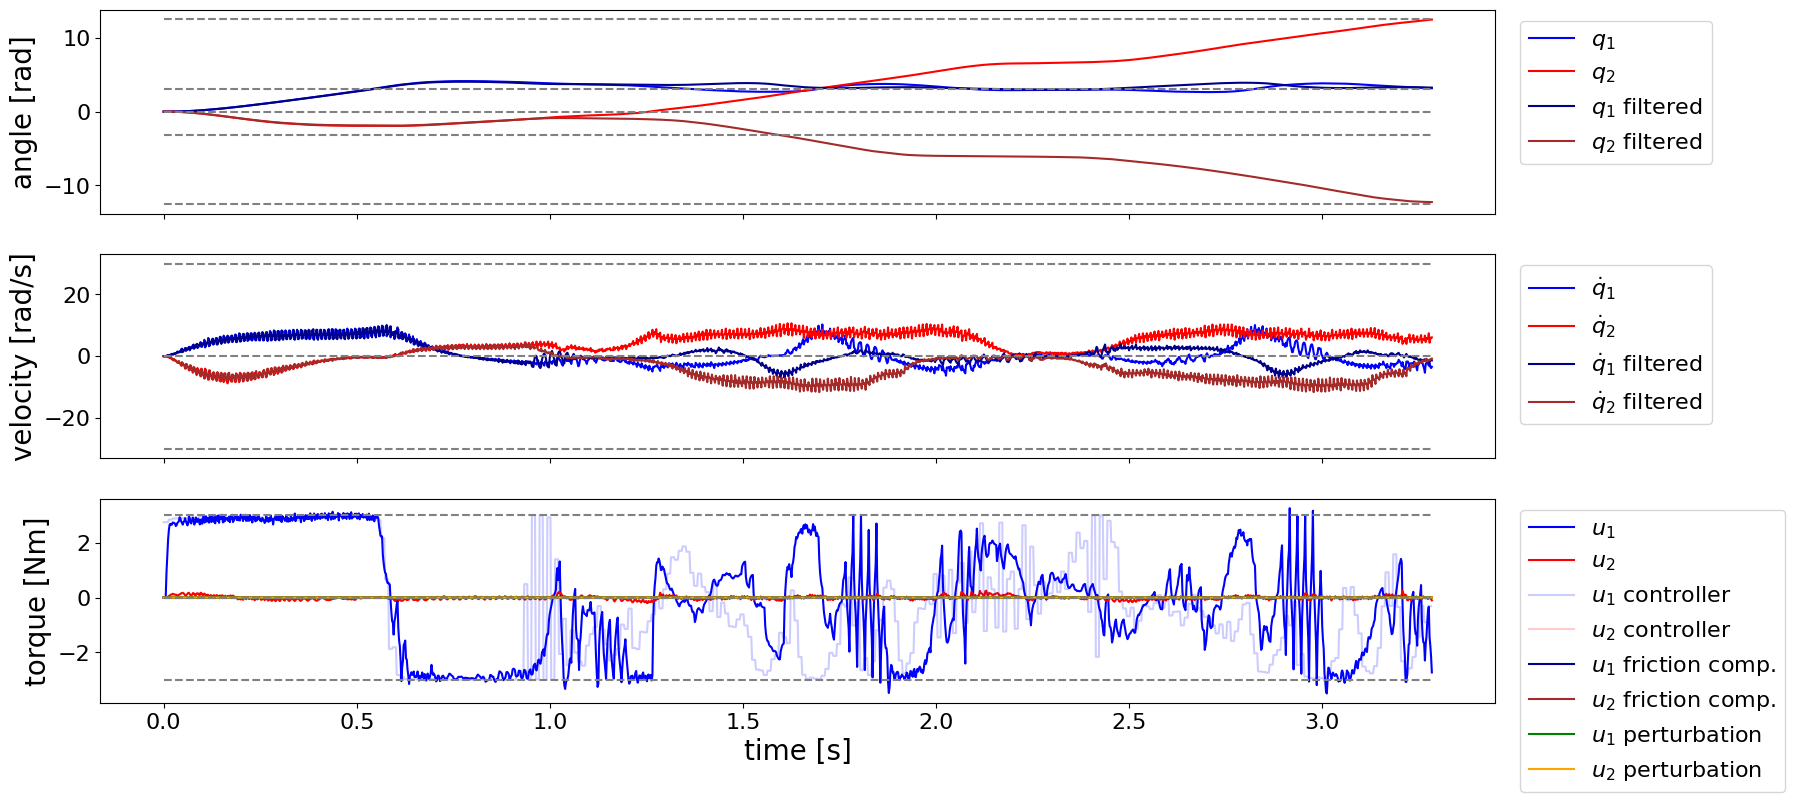 angle [rad]
10
0
−10
q₁
q₂
q₁ filtered
q₂ filtered
velocity [rad/s]
20
0
−20
q̇₁
q̇₂
q̇₁ filtered
q̇₂ filtered
torque [Nm]
2
0
−2
0.0 0.5 1.0 1.5 2.0 2.5 3.0
time [s]
u₁
u₂
u₁ controller
u₂ controller
u₁ friction comp.
u₂ friction comp.
u₁ perturbation
u₂ perturbation